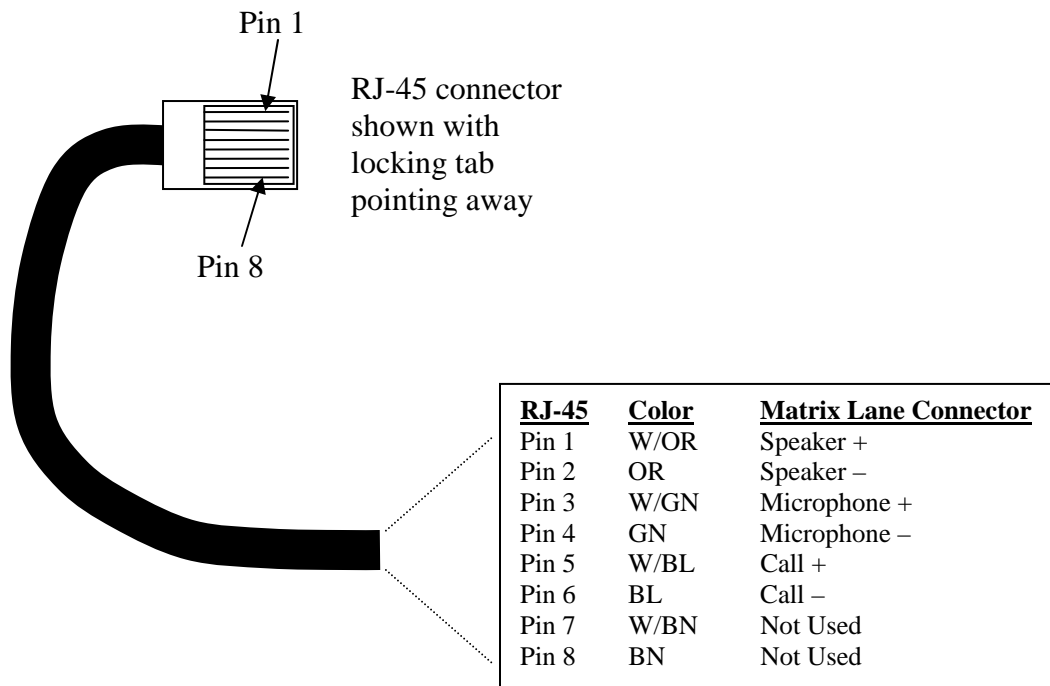 Pin 1
RJ-45 connector
shown with
locking tab
pointing away
Pin 8
RJ-45 Color Matrix Lane Connector
Pin 1 W/OR Speaker +
Pin 2 OR Speaker –
Pin 3 W/GN Microphone +
Pin 4 GN Microphone –
Pin 5 W/BL Call +
Pin 6 BL Call –
Pin 7 W/BN Not Used
Pin 8 BN Not Used